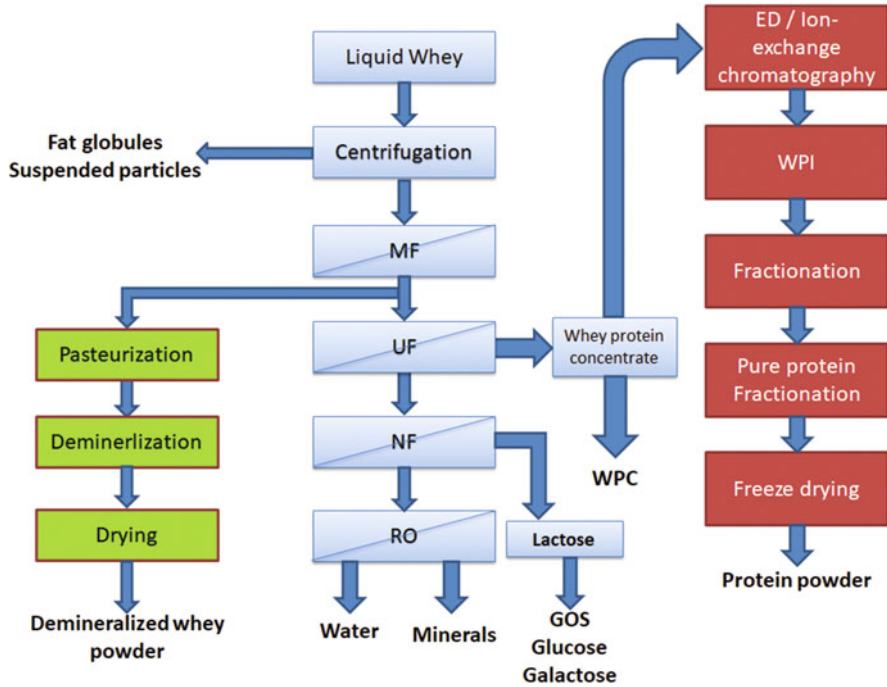 Liquid Whey
Centrifugation
Fat globules
Suspended particles
MF
Pasteurization
Deminerlization
Drying
Demineralized whey
powder
UF
Whey protein
concentrate
WPC
NF
Lactose
GOS
Glucose
Galactose
RO
Water
Minerals
ED / Ion-
exchange
chromatography
WPI
Fractionation
Pure protein
Fractionation
Freeze drying
Protein powder